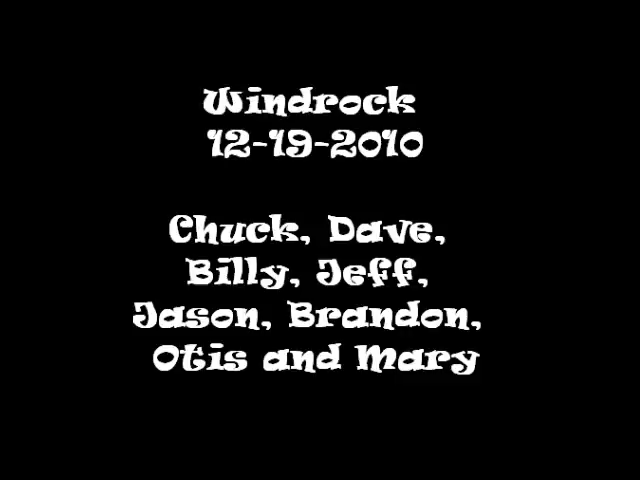 Windrock
12-19-2010
Chuck, Dave,
Billy, Jeff,
Jason, Brandon,
Otis and Mary